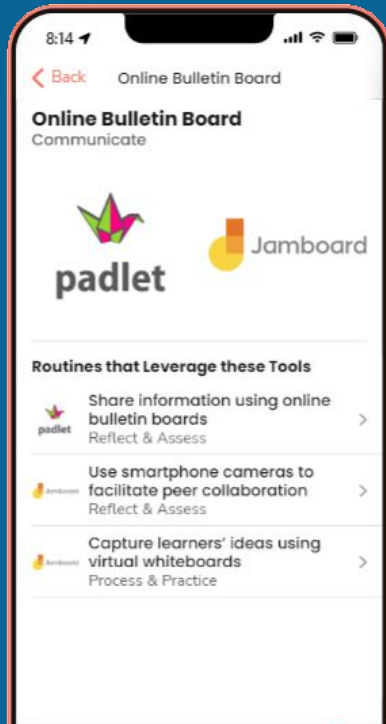 8:14
Back Online Bulletin Board
Online Bulletin Board
Communicate
padlet
Jamboard
Routines that Leverage these Tools
Share information using online
bulletin boards
padlet
Reflect & Assess
Use smartphone cameras to
Jamboard facilitate peer collaboration
Reflect & Assess
Capture learners' ideas using
Jamboard virtual whiteboards
Process & Practice